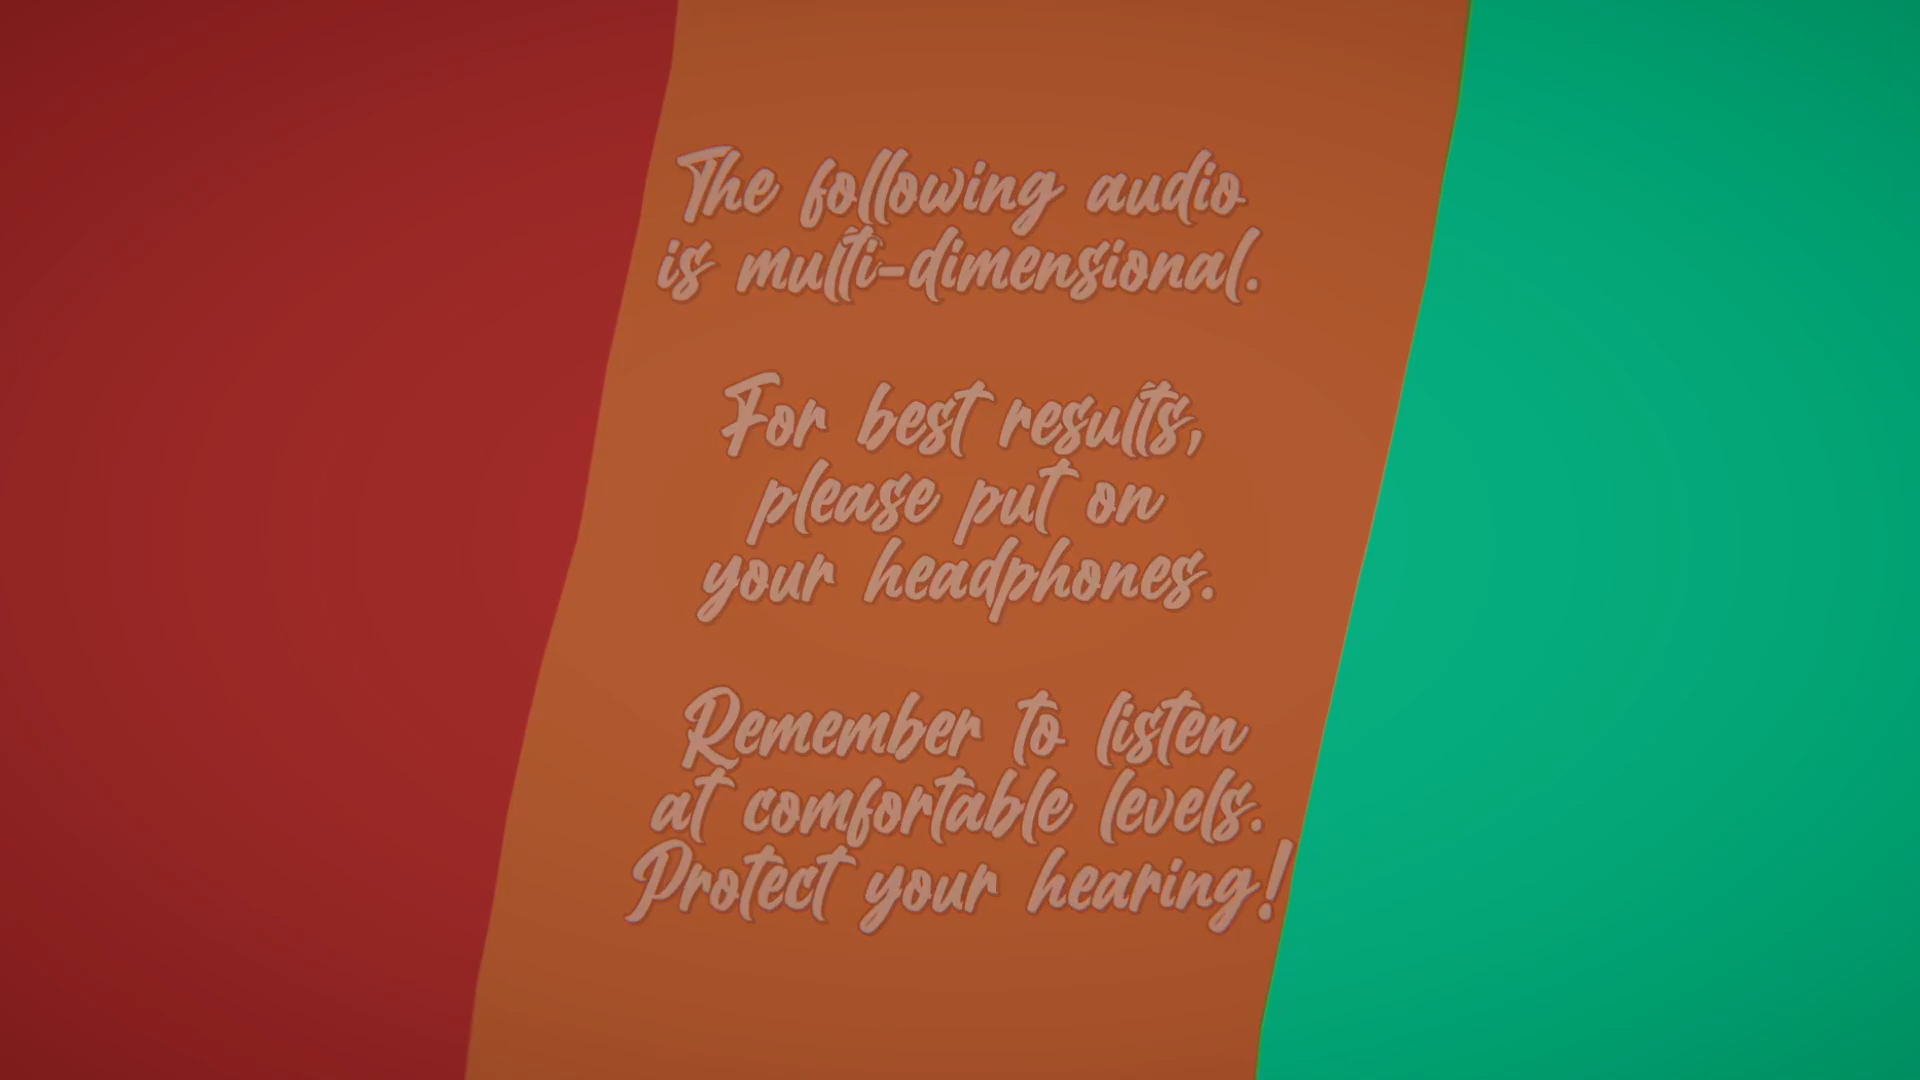 The following audio
is multi-dimensional.
For best results,
please put on
your headphones.
Remember to listen
at comfortable levels.
Protect your hearing!